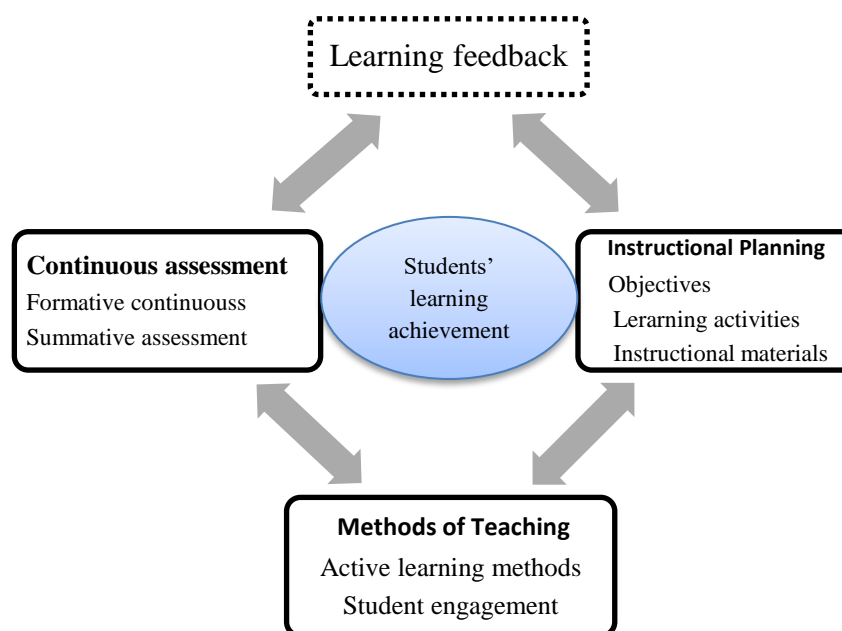 Learning feedback
Continuous assessment
Formative continuouss
Summative assessment
Students’
learning
achievement
Instructional Planning
Objectives
Lerarning activities
Instructional materials
Methods of Teaching
Active learning methods
Student engagement